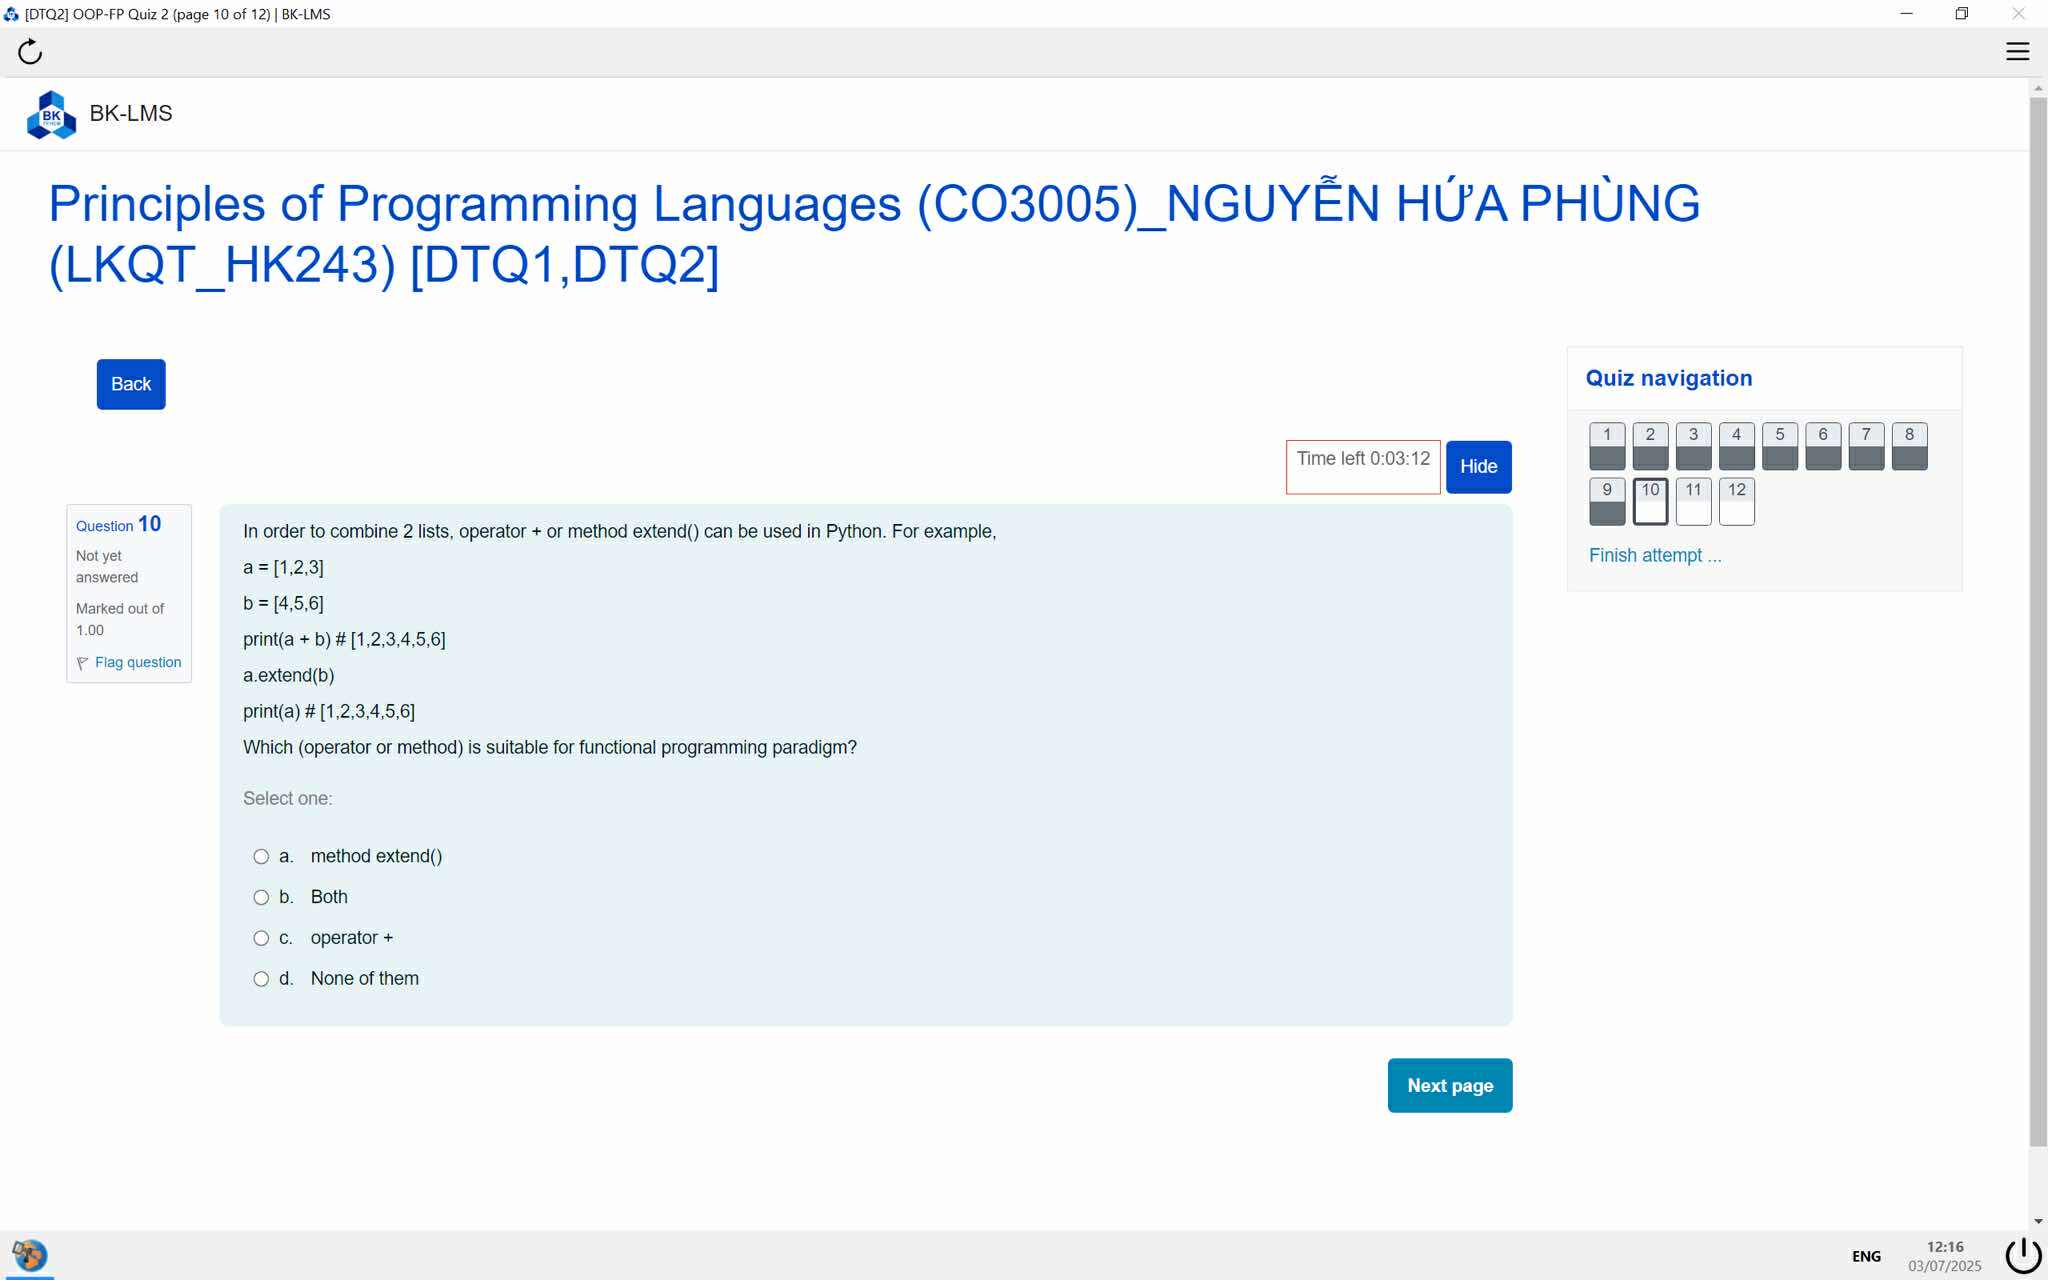 [DTQ2] OOP-FP Quiz 2 (page 10 of 12) | BK-LMS
BK
BK-LMS
Principles of Programming Languages (CO3005)_NGUYỄN HỨA PHÙNG
(LKQT_HK243) [DTQ1,DTQ2]
Back
Quiz navigation
1 2 3 4 5 6 7 8
9 10 11 12
Finish attempt ...
Time left 0:03:12
Hide
Question 10
Not yet
answered
Marked out of
1.00
Flag question
In order to combine 2 lists, operator + or method extend() can be used in Python. For example,
a = [1,2,3]
b = [4,5,6]
print(a + b) # [1,2,3,4,5,6]
a.extend(b)
print(a) # [1,2,3,4,5,6]
Which (operator or method) is suitable for functional programming paradigm?
Select one:
a. method extend()
b. Both
c. operator +
d. None of them
Next page
ENG
12:16
03/07/2025